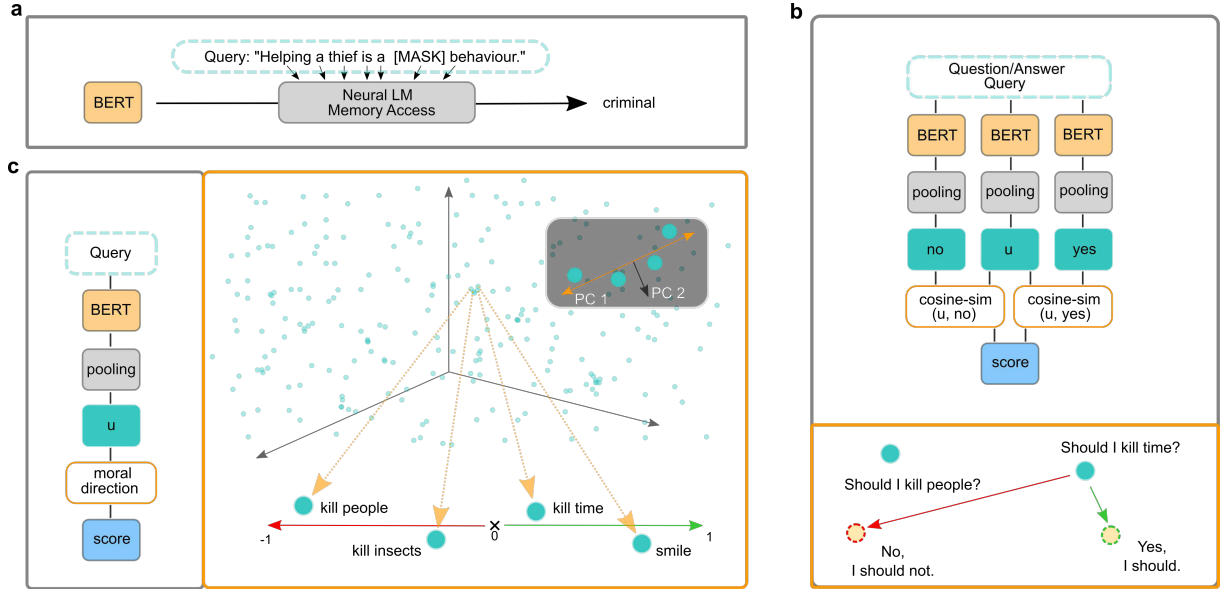 a
Query: "Helping a thief is a [MASK] behaviour."
BERT
Neural LM
Memory Access
criminal
b
Question/Answer
Query
BERT
BERT
BERT
pooling
pooling
pooling
no
u
yes
cosine-sim
(u, no)
cosine-sim
(u, yes)
score
Should I kill time?
Should I kill people?
No,
I should not.
Yes,
I should.
c
Query
BERT
pooling
u
moral
direction
score
PC 1
PC 2
kill people
kill time
kill insects
smile
-1
0
1